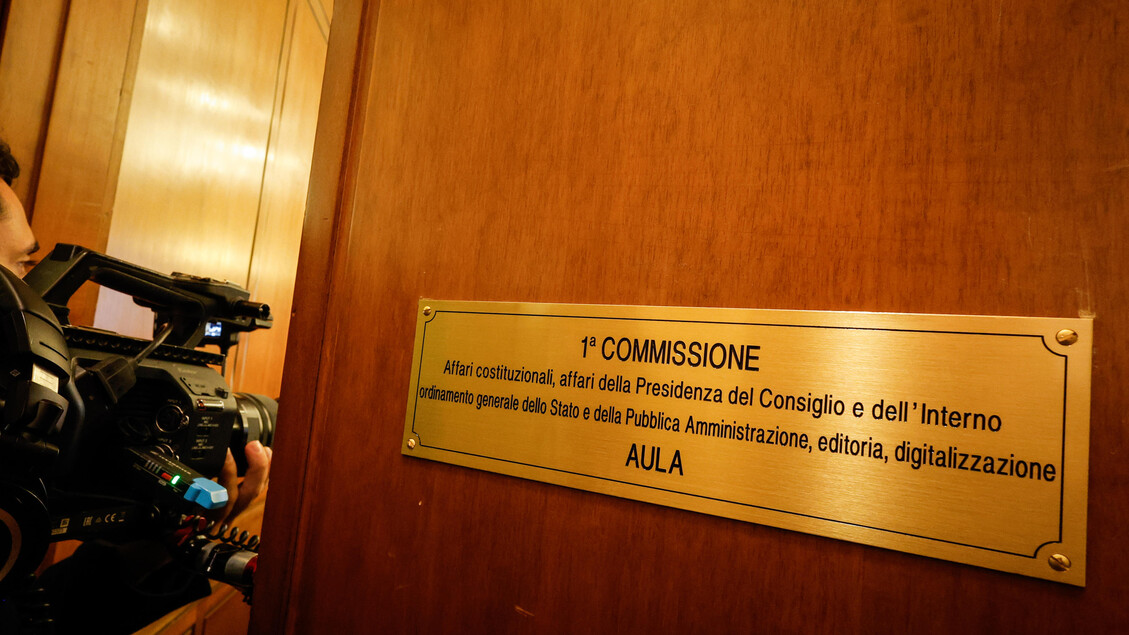 1ª COMMISSIONE
Affari costituzionali, affari della Presidenza del Consiglio e dell'Interno
ordinamento generale dello Stato e della Pubblica Amministrazione, editoria, digitalizzazione
AULA